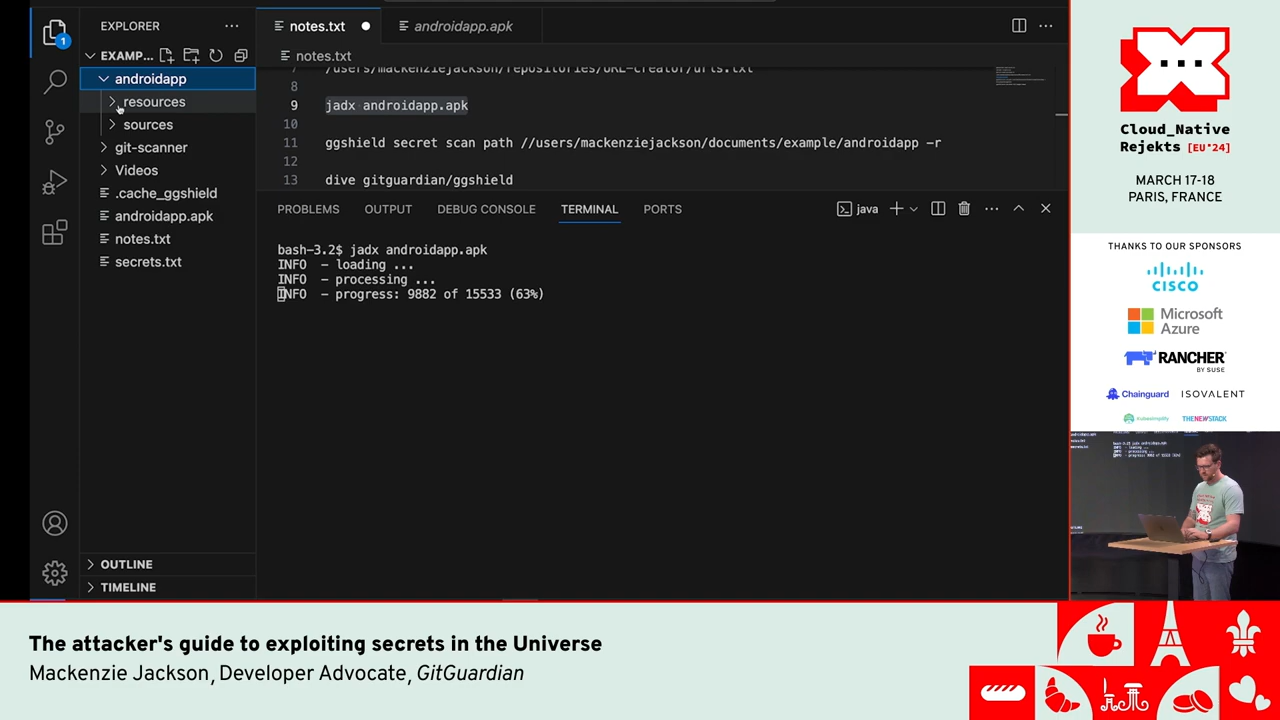 EXPLORER
EXAMP...
androidapp
resources
sources
git-scanner
Videos
.cache_ggshield
androidapp.apk
notes.txt
secrets.txt
OUTLINE
TIMELINE
1
notes.txt
androidapp.apk
notes.txt
7 /users/mackenziejackson/repositories/URL-creator/urls.txt
8
9 jadx androidapp.apk
10
11 ggshield secret scan path //users/mackenziejackson/documents/example/androidapp -r
12
13 dive gitguardian/ggshield
PROBLEMS OUTPUT DEBUG CONSOLE TERMINAL PORTS
java
bash-3.2$ jadx androidapp.apk
INFO  - loading ...
INFO  - processing ...
INFO  - progress: 9882 of 15533 (63%)
Cloud_Native
Rejekts [EU'24]
MARCH 17-18
PARIS, FRANCE
THANKS TO OUR SPONSORS
CISCO
Microsoft
Azure
RANCHER
BY SUSE
Chainguard
ISOVALENT
THENEWSTACK
The attacker's guide to exploiting secrets in the Universe
Mackenzie Jackson, Developer Advocate, GitGuardian